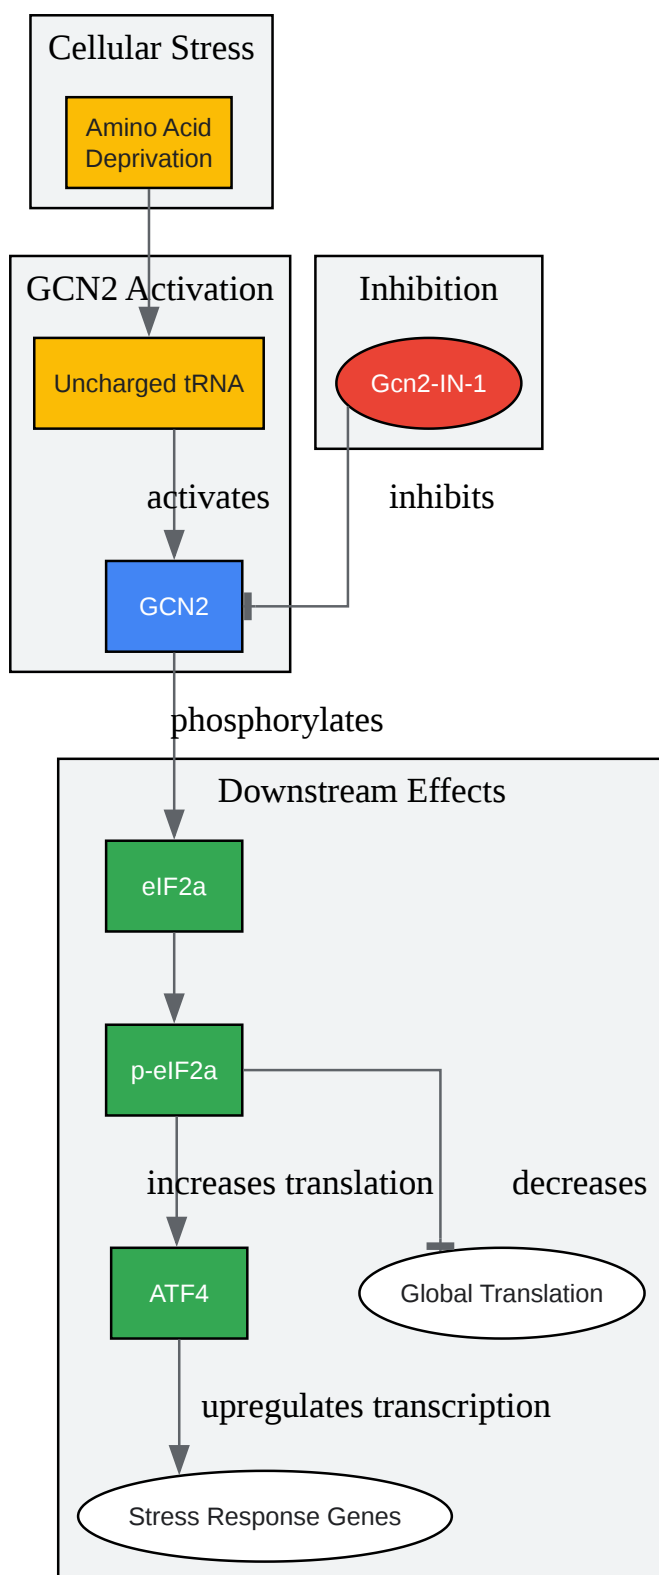 Cellular Stress
Amino Acid
Deprivation
GCN2 Activation
Inhibition
Uncharged tRNA
Gcn2-IN-1
activates
inhibits
GCN2
phosphorylates
Downstream Effects
eIF2a
p-eIF2a
increases translation
decreases
ATF4
Global Translation
upregulates transcription
Stress Response Genes